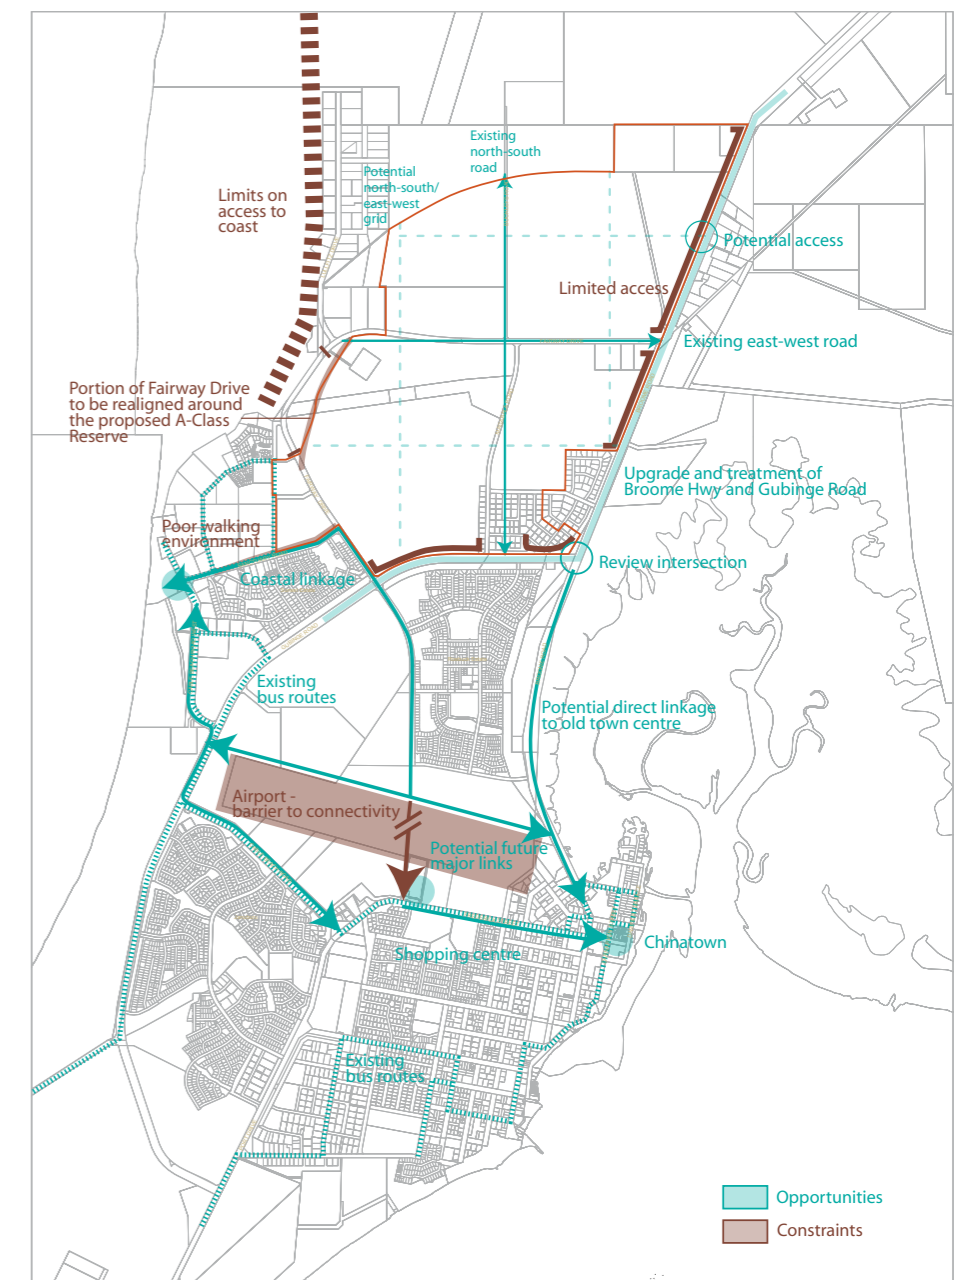 Existing
north-south
road
Potential
north-south/
east-west
grid
Limits on
access to
coast
Potential access
Limited access
Existing east-west road
Portion of Fairway Drive
to be realigned around
the proposed A-Class
Reserve
Upgrade and treatment of
Broome Hwy and Gubinge Road
Poor walking
environment
Review intersection
Coastal linkage
Existing
bus routes
Potential direct linkage
to old town centre
Airport -
barrier to connectivity
Potential future
major links
Chinatown
Shopping centre
Existing
bus routes
Opportunities
Constraints